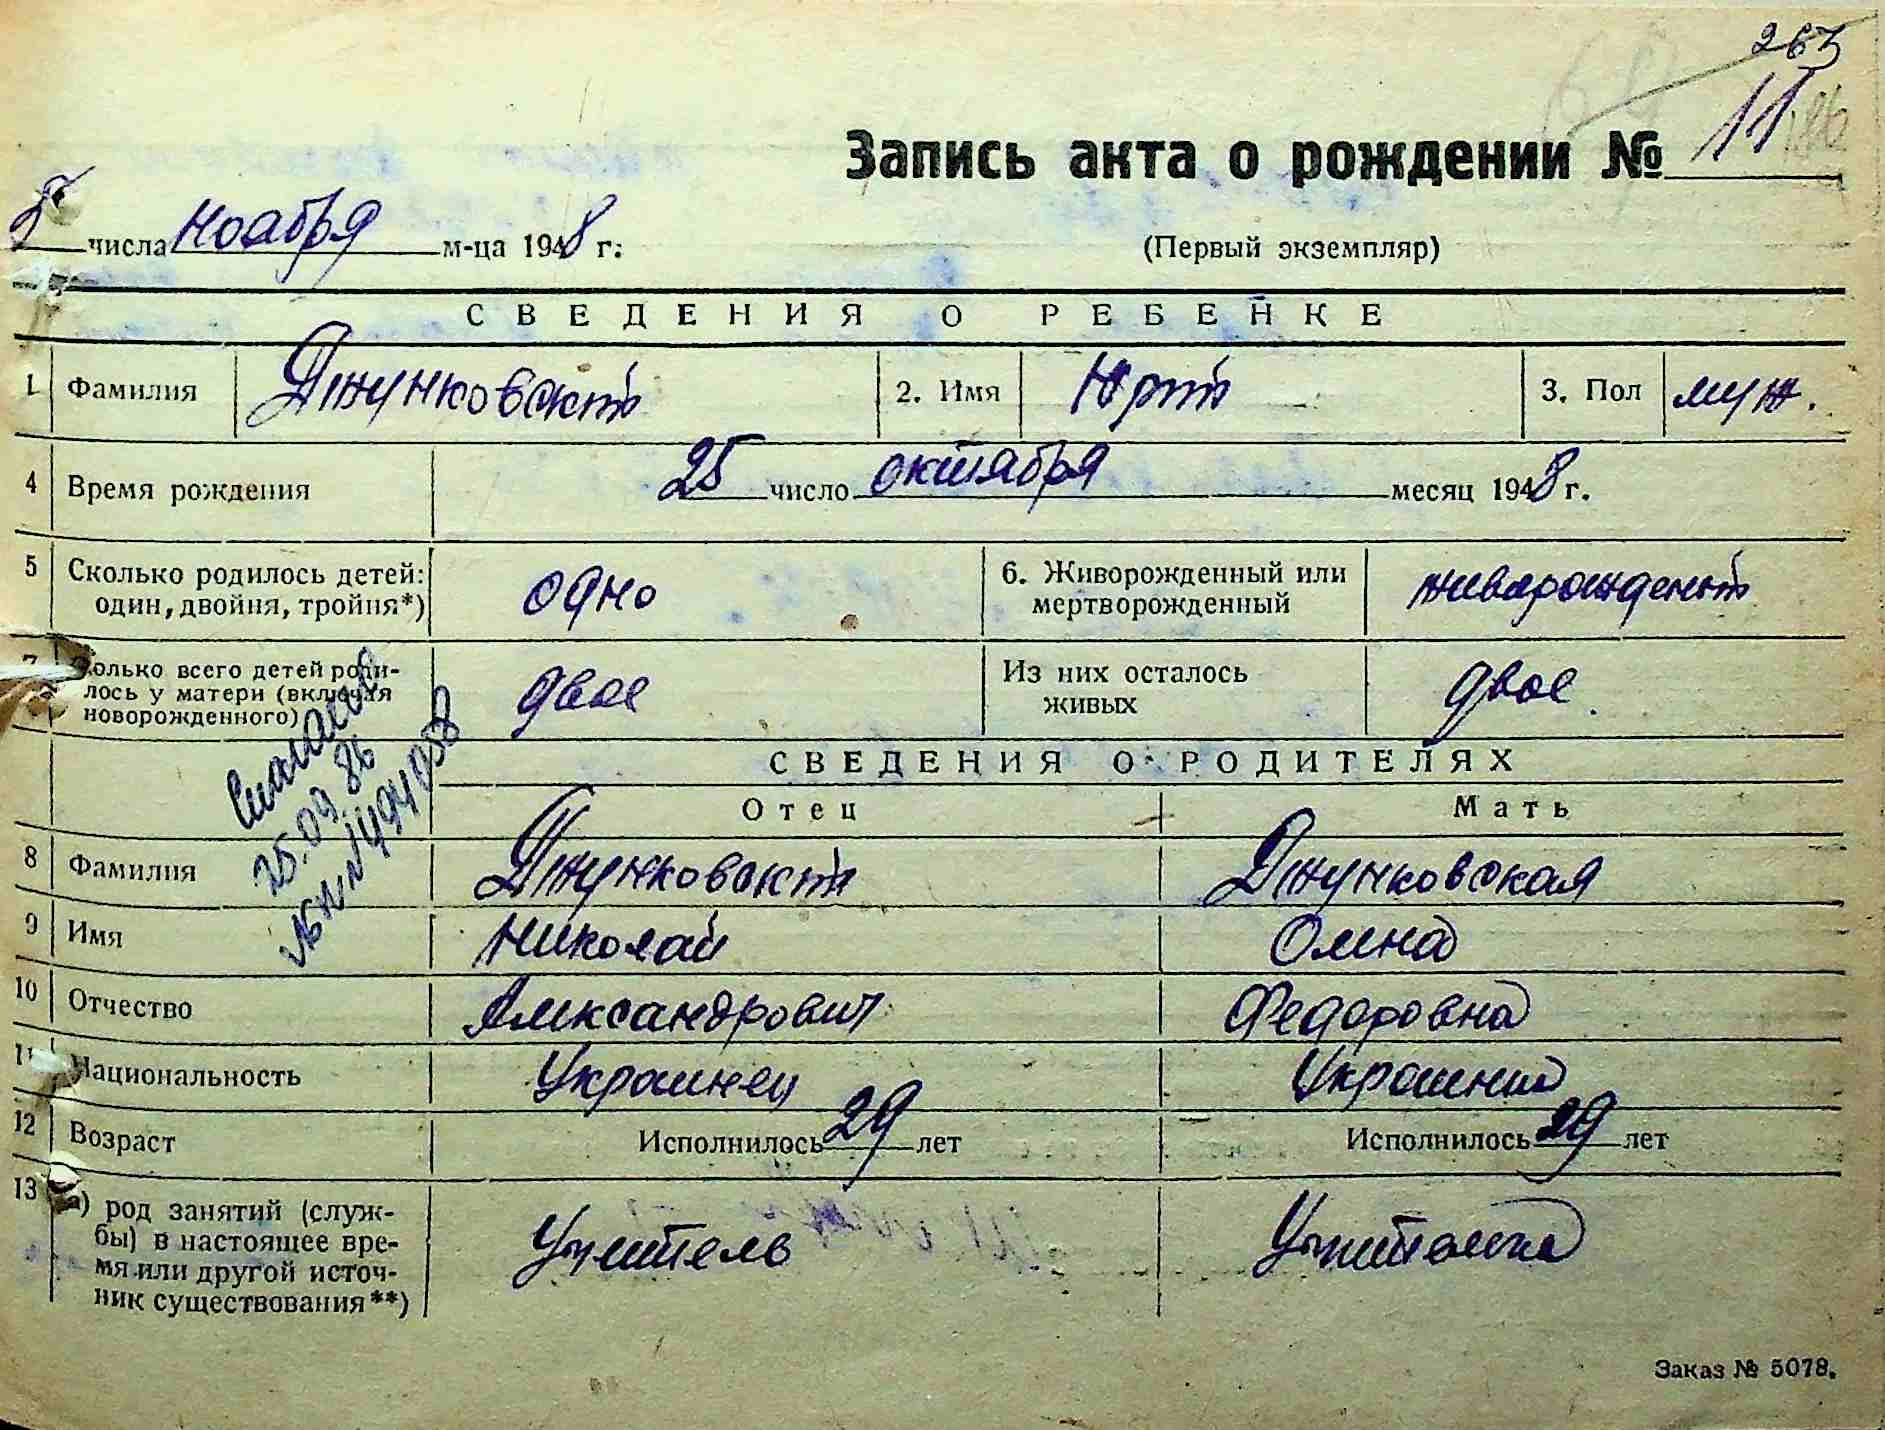 263
11
Запись акта о рождении №
5 числа ноября м-ца 1948 г.
(Первый экземпляр)
СВЕДЕНИЯ О РЕБЕНКЕ
1 Фамилия Джунковский 2. Имя Юрий 3. Пол муж.
4 Время рождения 25 число октября месяц 1948 г.
5 Сколько родилось детей: один, двойня, тройня*) одно 6. Живорожденный или мертворожденный живорожденый
7 Сколько всего детей родилось у матери (включая новорожденного) двое Из них осталось живых двое.
СВЕДЕНИЯ О РОДИТЕЛЯХ
Отец Мать
25.09.86
8 Фамилия Джунковский Джунковская
9 Имя Николай
10 Отчество Александрович Федоровна
11 Национальность Украинец Украинка
12 Возраст Исполнилось 29 лет Исполнилось 29 лет
13 а) род занятий (службы) в настоящее время или другой источник существования**) Учитель Учителька
Заказ № 5078.